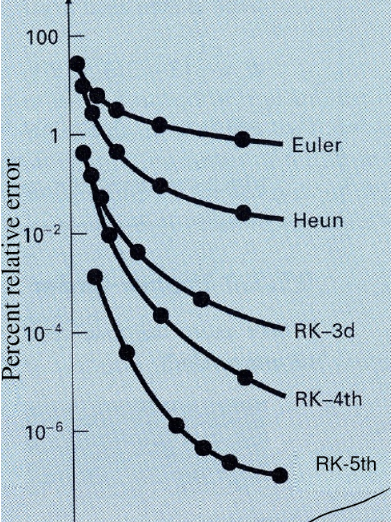 100
1
Euler
Heun
10⁻²
RK–3d
10⁻⁴
RK–4th
10⁻⁶
RK-5th
Percent relative error